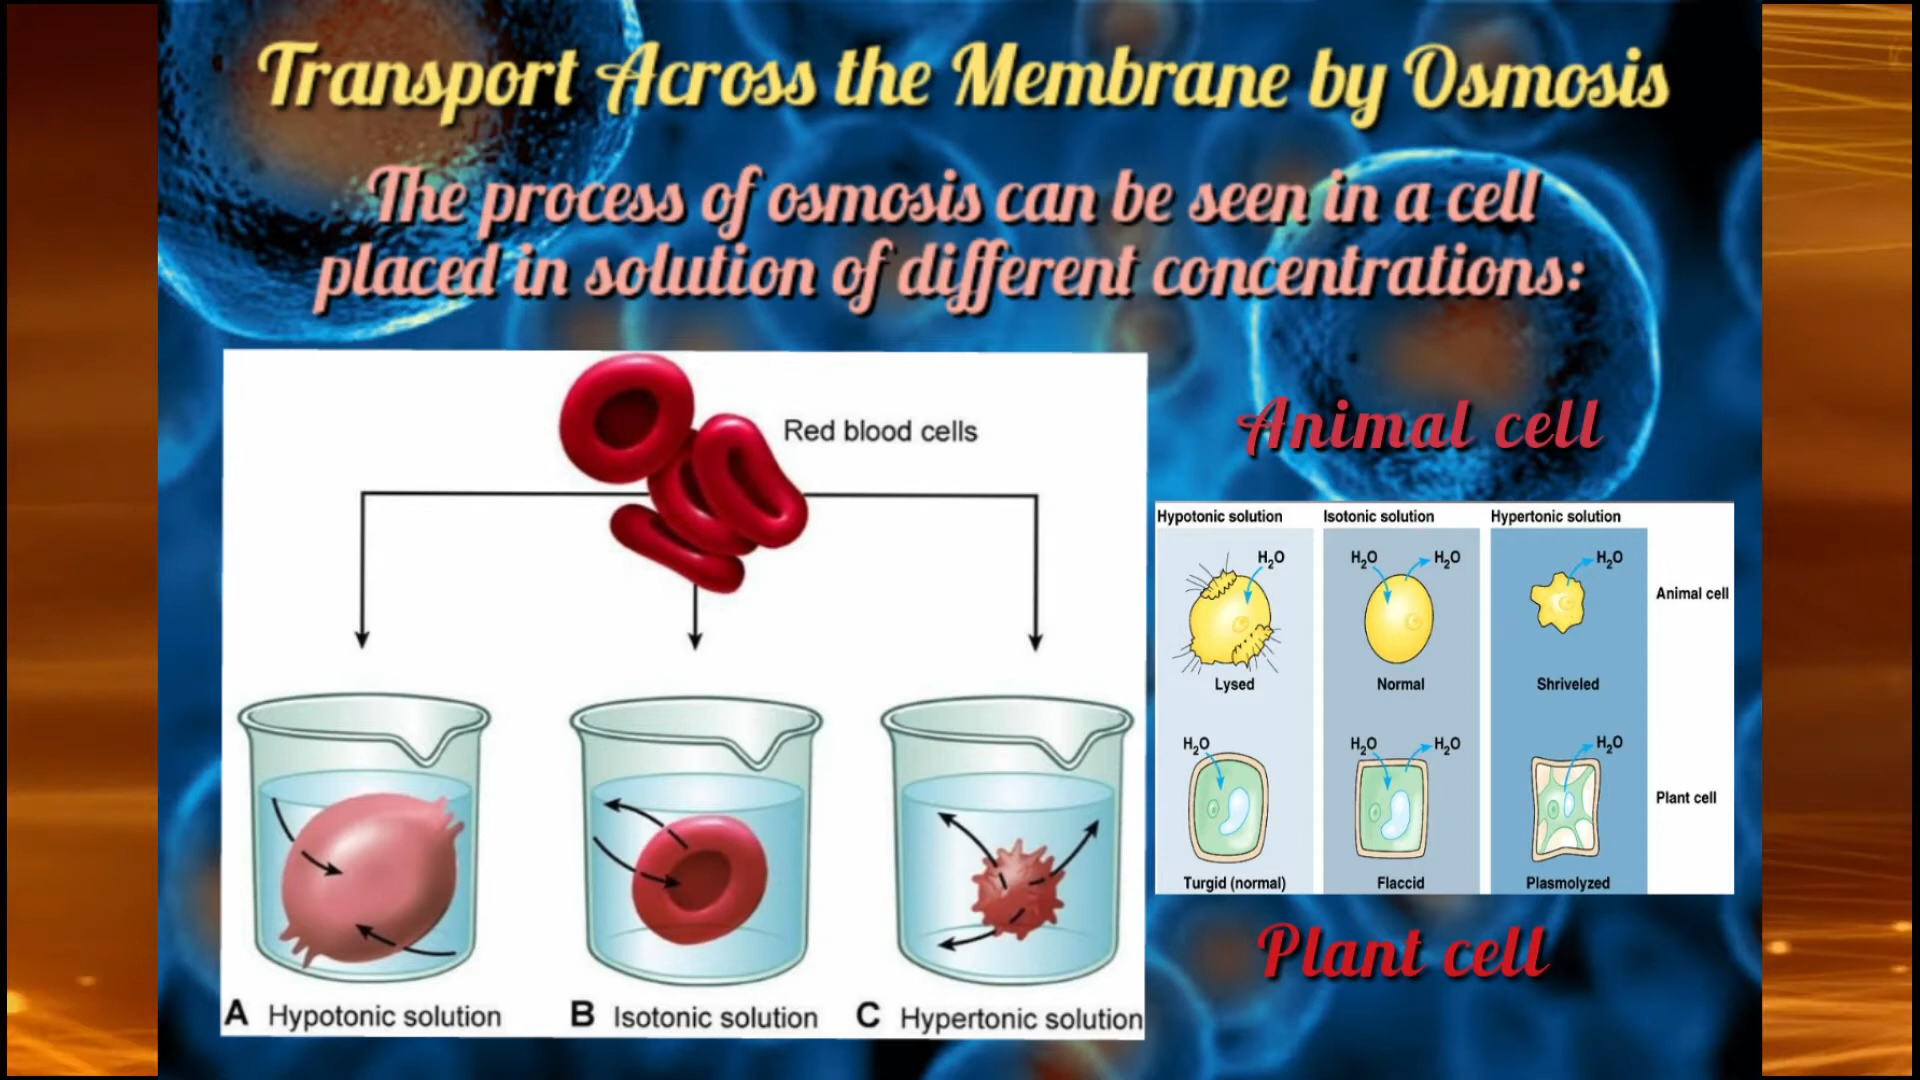 Transport Across the Membrane by Osmosis
The process of osmosis can be seen in a cell
placed in solution of different concentrations:
Red blood cells
A Hypotonic solution
B Isotonic solution
C Hypertonic solution
Animal cell
Hypotonic solution
Isotonic solution
Hypertonic solution
H₂O
H₂O
H₂O
H₂O
Animal cell
Lysed
Normal
Shriveled
H₂O
H₂O
H₂O
H₂O
Plant cell
Turgid (normal)
Flaccid
Plasmolyzed
Plant cell